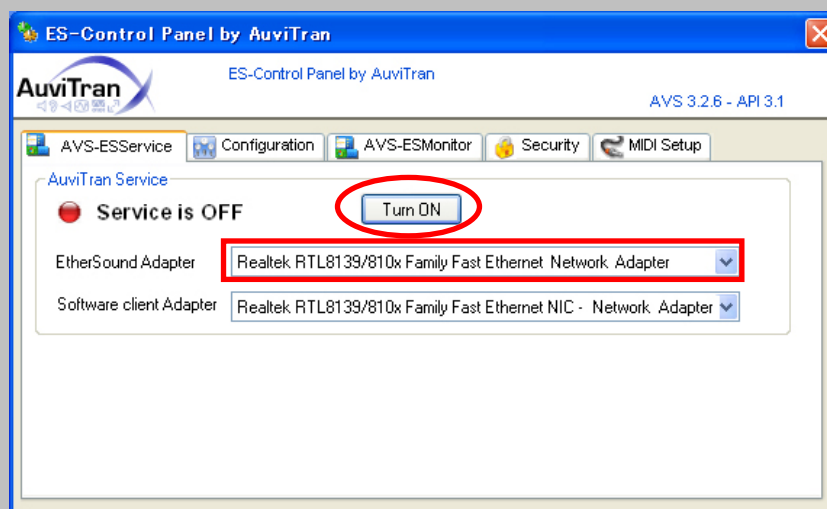 ES-Control Panel by AuviTran
AuviTran
ES-Control Panel by AuviTran
AVS 3.2.6 - API 3.1
AVS-ESService Configuration AVS-ESMonitor Security MIDI Setup
AuviTran Service
Service is OFF Turn ON
EtherSound Adapter Realtek RTL8139/810x Family Fast Ethernet Network Adapter
Software client Adapter Realtek RTL8139/810x Family Fast Ethernet NIC - Network Adapter